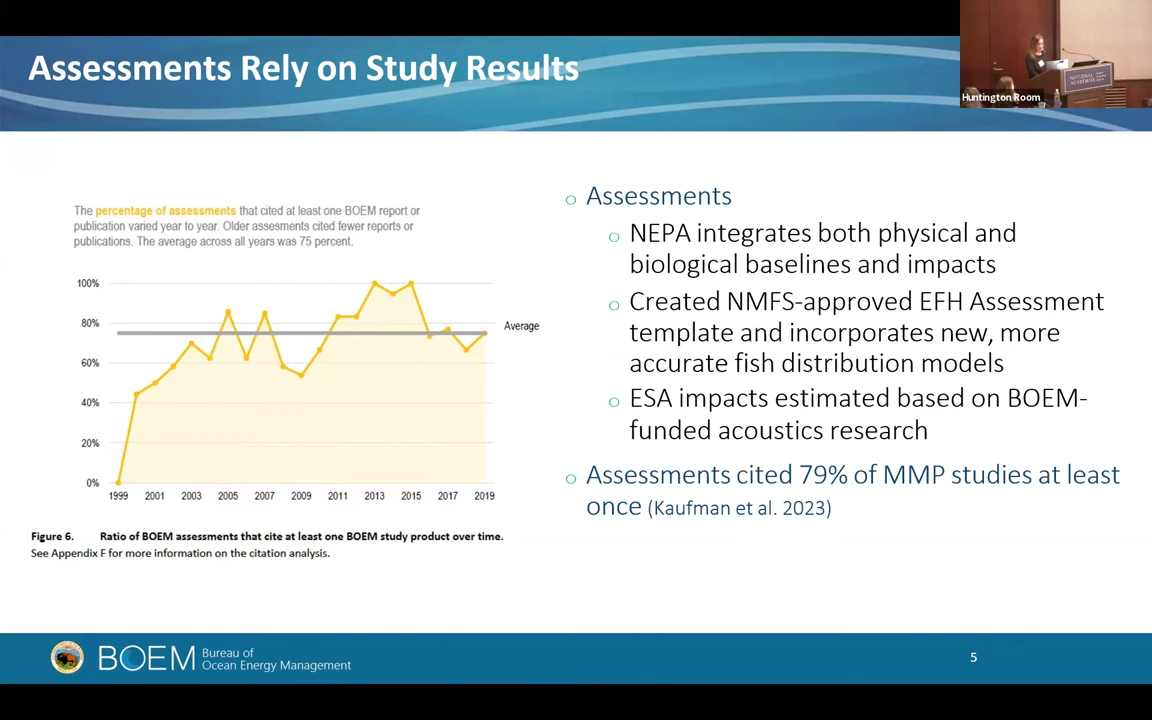 Assessments Rely on Study Results
NATIONAL
ACADEMIES
Huntington Room
The percentage of assessments that cited at least one BOEM report or
publication varied year to year. Older assesments cited fewer reports or
publications. The average across all years was 75 percent.
100%
80%
60%
40%
20%
0%
Average
1999 2001 2003 2005 2007 2009 2011 2013 2015 2017 2019
Figure 6. Ratio of BOEM assessments that cite at least one BOEM study product over time.
See Appendix F for more information on the citation analysis.
o Assessments
o NEPA integrates both physical and
biological baselines and impacts
o Created NMFS-approved EFH Assessment
template and incorporates new, more
accurate fish distribution models
o ESA impacts estimated based on BOEM-
funded acoustics research
o Assessments cited 79% of MMP studies at least
once (Kaufman et al. 2023)
BOEM
Bureau of
Ocean Energy Management
5